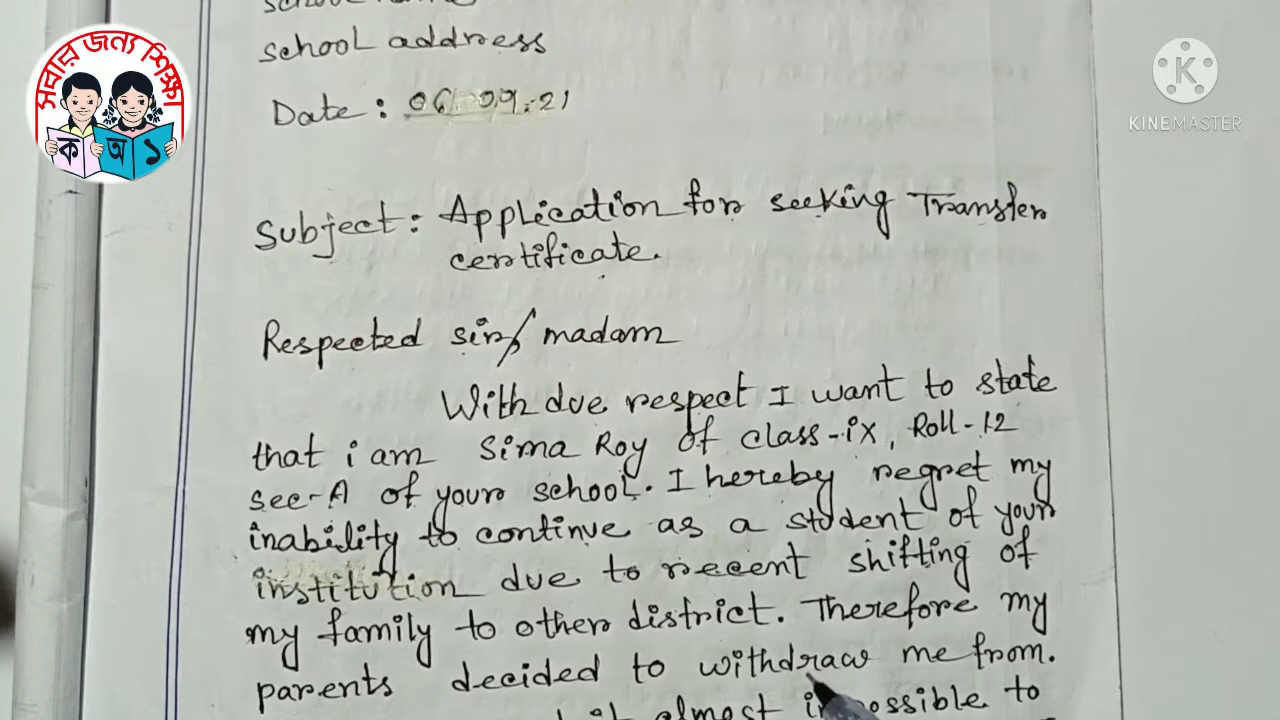 school name
school address
Date : 06.09.21
Subject: Application for seeking Transfer
certificate.
Respected sir/madam
With due respect I want to state
that i am Sima Roy of class-ix, Roll-12
sec-A of your school. I hereby regret my
inability to continue as a student of your
institution due to recent shifting of
my family to other district. Therefore my
parents decided to withdraw me from.
almost impossible to
সবার জন্য শিক্ষা
ক অ ১
K
KINEMASTER